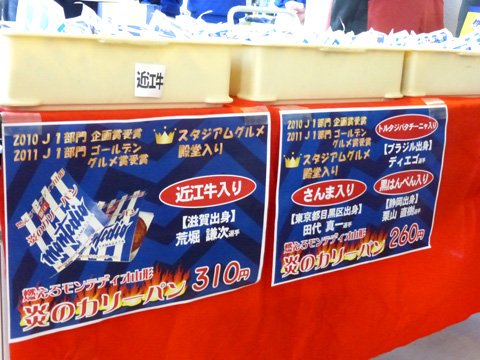 近江牛
2010 J1部門 企画賞受賞
2011 J1部門 ゴールデン
グルメ賞受賞
スタジアムグルメ
殿堂入り
近江牛入り
【滋賀出身】
荒堀 謙次選手
燃えるモンテディオ山形
炎のカリーパン
310円
2010 J1部門 企画賞受賞
2011 J1部門 ゴールデン
グルメ賞受賞
スタジアムグルメ
殿堂入り
トルタジバタチーニャ入り
【ブラジル出身】
ディエゴ選手
さんま入り
【東京都目黒区出身】
田代 真一選手
黒はんぺん入り
【静岡出身】
栗山 直樹選手
燃えるモンテディオ山形
炎のカリーパン
260円